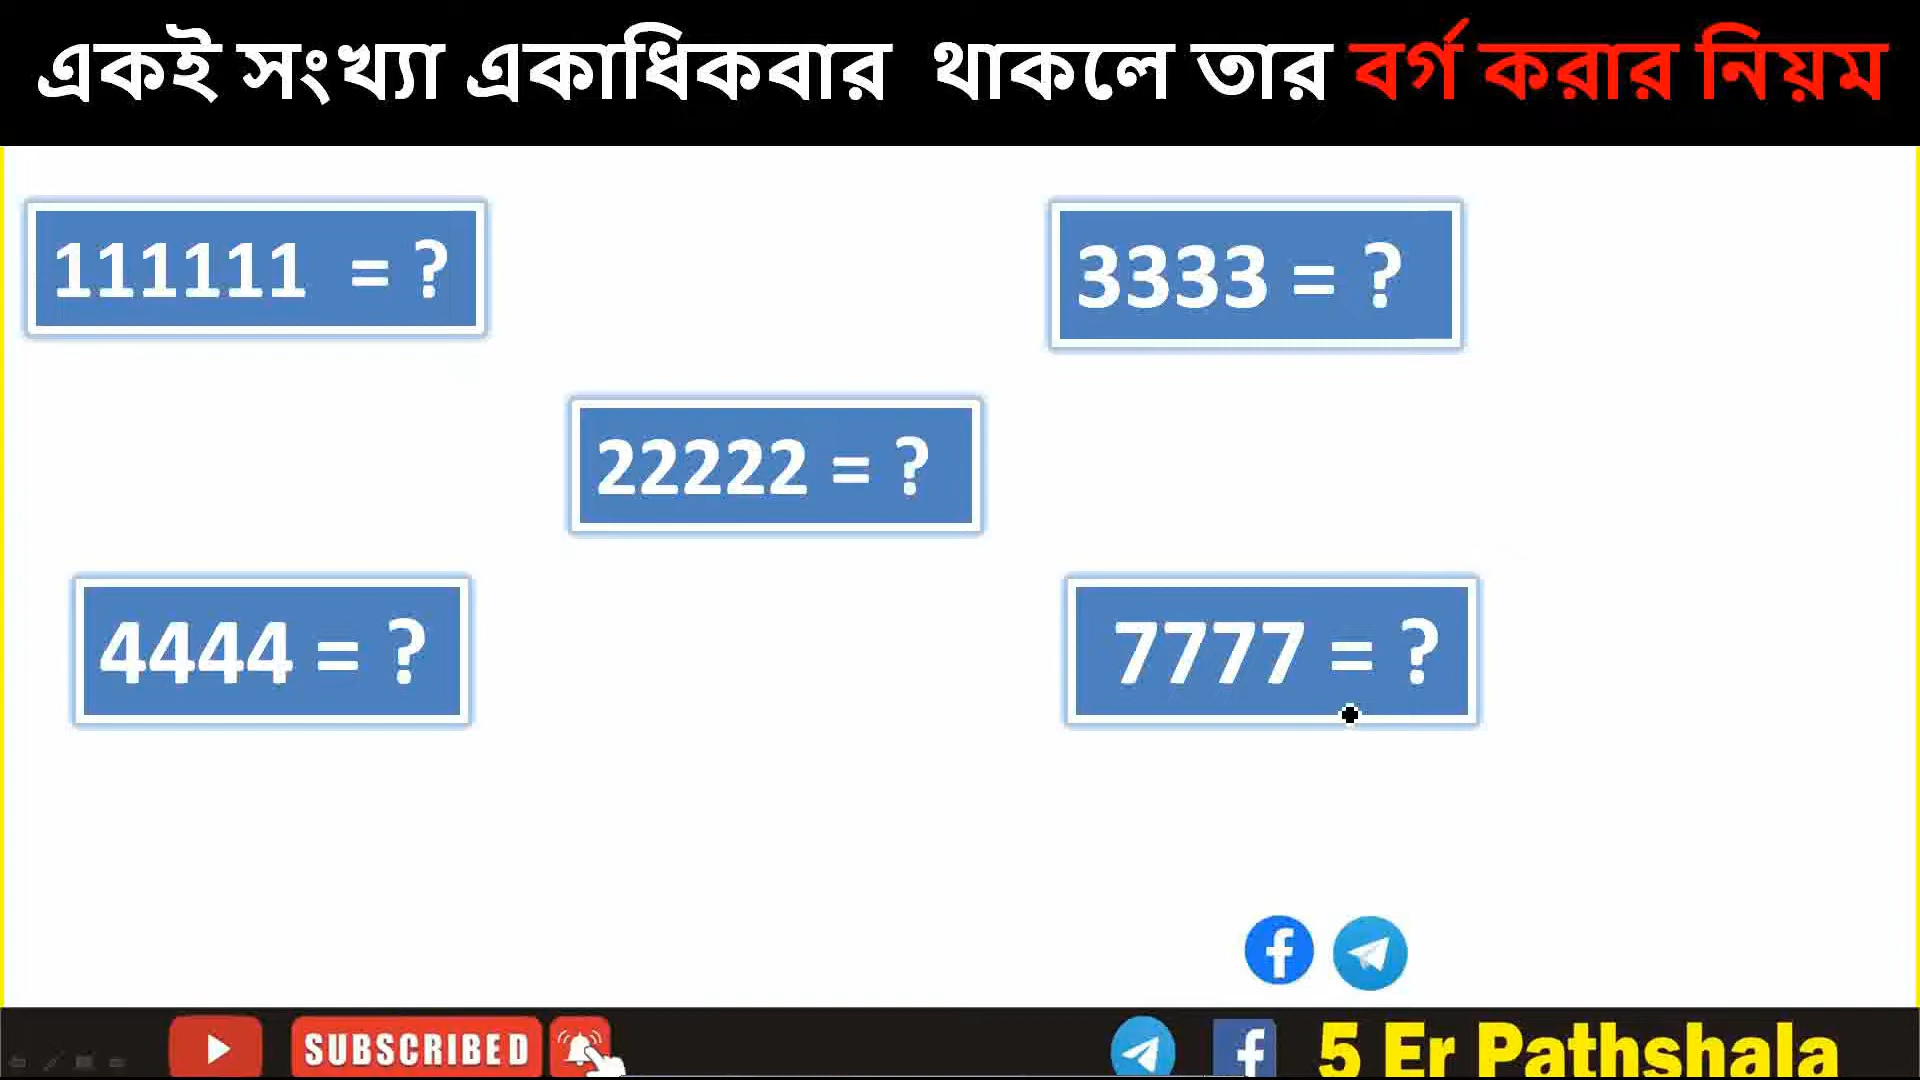 একই সংখ্যা একাধিকবার থাকলে তার বর্গ করার নিয়ম
111111 = ?
3333 = ?
22222 = ?
4444 = ?
7777 = ?
SUBSCRIBED
5 Er Pathshala